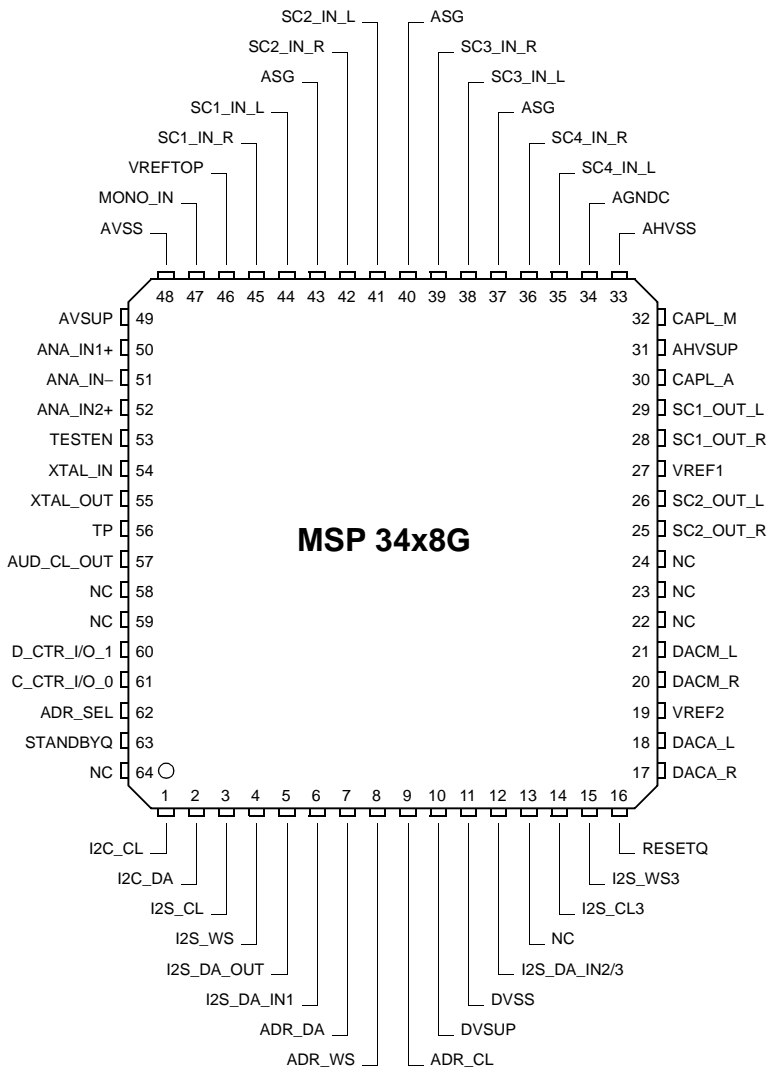 SC2_IN_L ASG
SC2_IN_R SC3_IN_R
ASG SC3_IN_L
SC1_IN_L ASG
SC1_IN_R SC4_IN_R
VREFTOP SC4_IN_L
MONO_IN AGNDC
AVSS AHVSS
48 47 46 45 44 43 42 41 40 39 38 37 36 35 34 33
AVSUP 49 32 CAPL_M
ANA_IN1+ 50 31 AHVSUP
ANA_IN− 51 30 CAPL_A
ANA_IN2+ 52 29 SC1_OUT_L
TESTEN 53 28 SC1_OUT_R
XTAL_IN 54 27 VREF1
XTAL_OUT 55 26 SC2_OUT_L
TP 56 25 SC2_OUT_R
MSP 34x8G
AUD_CL_OUT 57 24 NC
NC 58 23 NC
NC 59 22 NC
D_CTR_I/O_1 60 21 DACM_L
C_CTR_I/O_0 61 20 DACM_R
ADR_SEL 62 19 VREF2
STANDBYQ 63 18 DACA_L
NC 64 17 DACA_R
1 2 3 4 5 6 7 8 9 10 11 12 13 14 15 16
I2C_CL RESETQ
I2C_DA I2S_WS3
I2S_CL I2S_CL3
I2S_WS NC
I2S_DA_OUT I2S_DA_IN2/3
I2S_DA_IN1 DVSS
ADR_DA DVSUP
ADR_WS ADR_CL